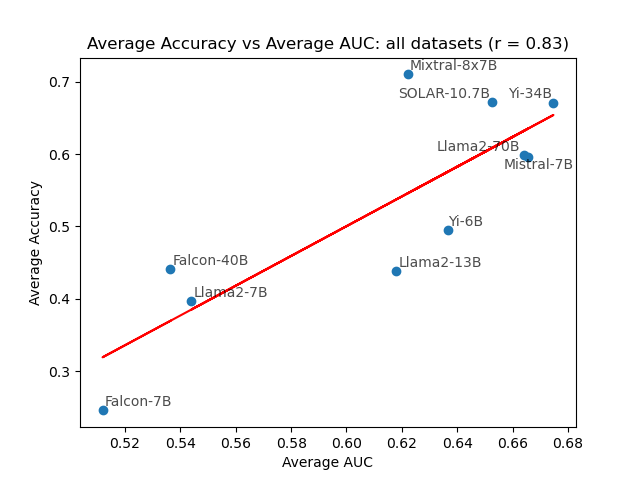 Average Accuracy vs Average AUC: all datasets (r = 0.83)
Mixtral-8x7B
0.7
SOLAR-10.7B
Yi-34B
0.6
Llama2-70B
Mistral-7B
0.5
Yi-6B
Falcon-40B
Llama2-13B
0.4
Llama2-7B
0.3
Falcon-7B
Average Accuracy
0.52 0.54 0.56 0.58 0.60 0.62 0.64 0.66 0.68
Average AUC